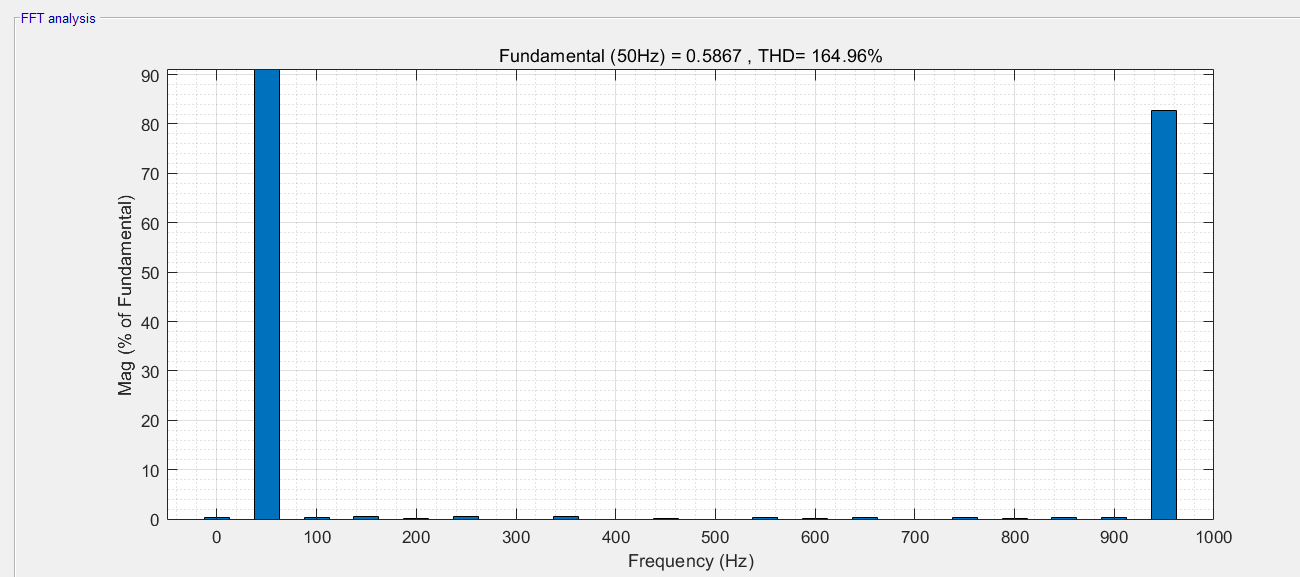 FFT analysis
Fundamental (50Hz) = 0.5867 , THD= 164.96%
90
80
70
60
50
40
30
20
10
0
Mag (% of Fundamental)
0 100 200 300 400 500 600 700 800 900 1000
Frequency (Hz)